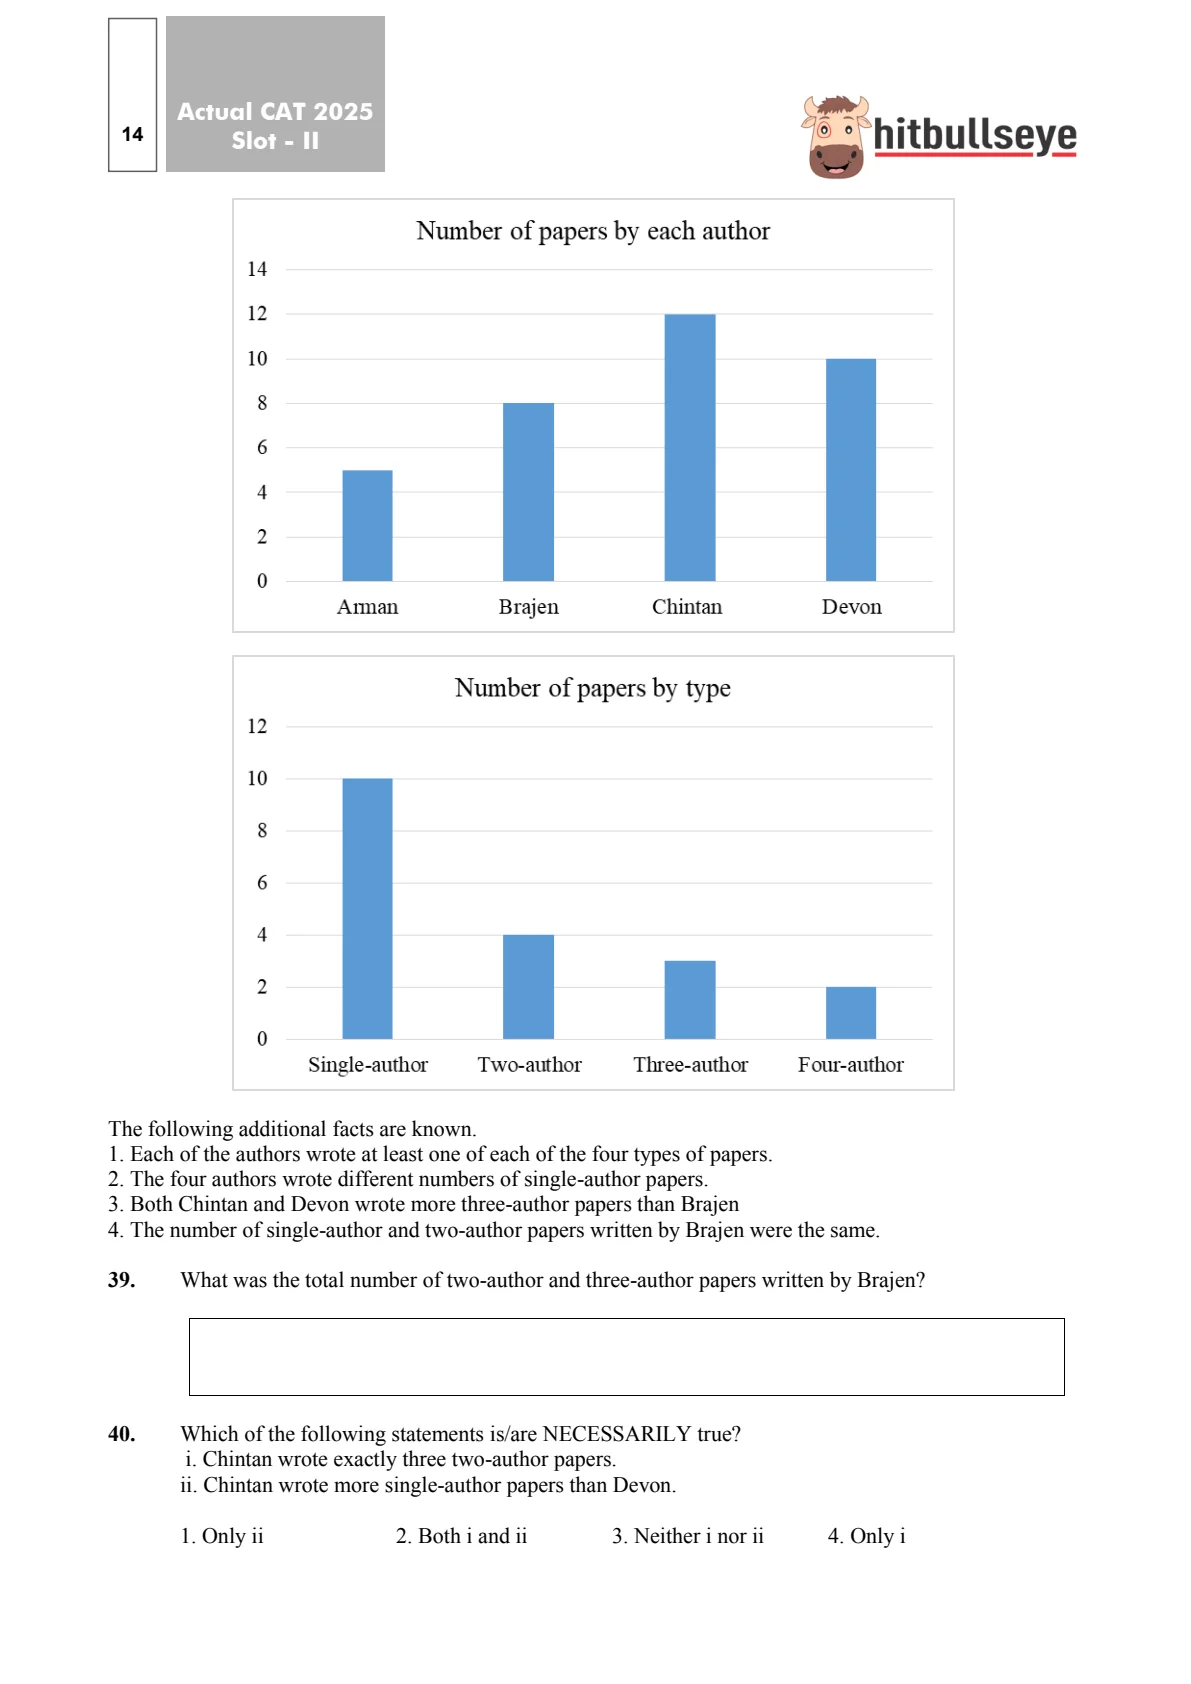 14
Actual CAT 2025
Slot - II
hitbullseye
Number of papers by each author
14
12
10
8
6
4
2
0
Arman Brajen Chintan Devon
Number of papers by type
12
10
8
6
4
2
0
Single-author Two-author Three-author Four-author
The following additional facts are known.
1. Each of the authors wrote at least one of each of the four types of papers.
2. The four authors wrote different numbers of single-author papers.
3. Both Chintan and Devon wrote more three-author papers than Brajen
4. The number of single-author and two-author papers written by Brajen were the same.
39. What was the total number of two-author and three-author papers written by Brajen?
40. Which of the following statements is/are NECESSARILY true?
i. Chintan wrote exactly three two-author papers.
ii. Chintan wrote more single-author papers than Devon.
1. Only ii 2. Both i and ii 3. Neither i nor ii 4. Only i